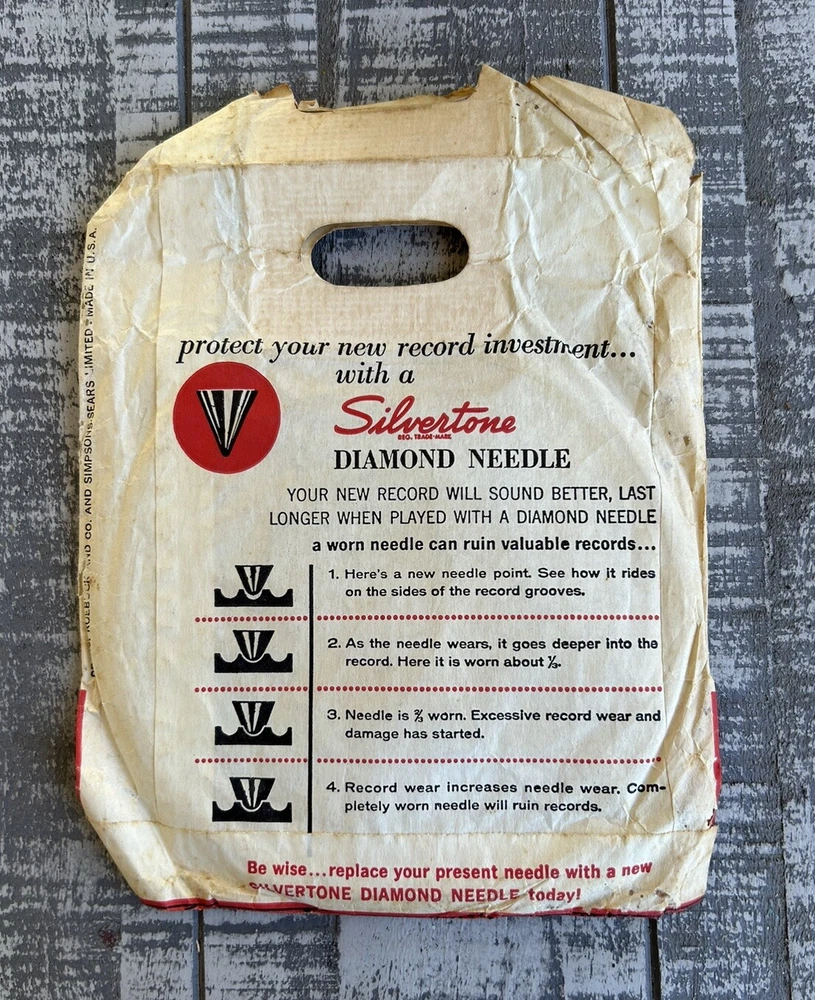 protect your new record investment...
with a
Silvertone
REG. TRADE-MARK
DIAMOND NEEDLE
YOUR NEW RECORD WILL SOUND BETTER, LAST
LONGER WHEN PLAYED WITH A DIAMOND NEEDLE
a worn needle can ruin valuable records...
1. Here's a new needle point. See how it rides
on the sides of the record grooves.
2. As the needle wears, it goes deeper into the
record. Here it is worn about ⅓.
3. Needle is ⅔ worn. Excessive record wear and
damage has started.
4. Record wear increases needle wear. Com-
pletely worn needle will ruin records.
Be wise...replace your present needle with a new
SILVERTONE DIAMOND NEEDLE today!
ROEBUCK AND CO. AND SIMPSONS-SEARS LIMITED · MADE IN U.S.A.